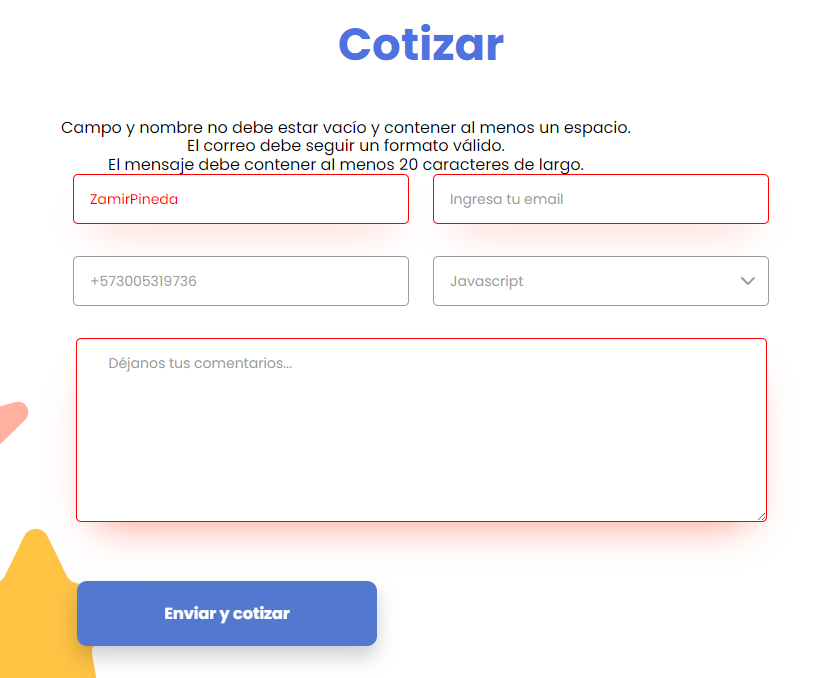 Cotizar
Campo y nombre no debe estar vacío y contener al menos un espacio.
El correo debe seguir un formato válido.
El mensaje debe contener al menos 20 caracteres de largo.
ZamirPineda
Ingresa tu email
+573005319736
Javascript
Déjanos tus comentarios...
Enviar y cotizar